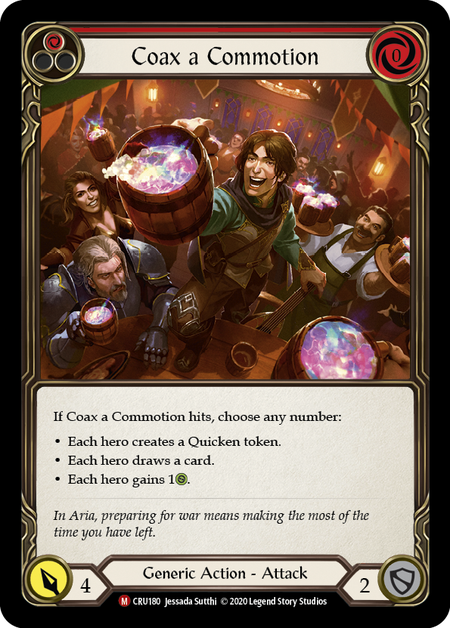 Coax a Commotion
0
If Coax a Commotion hits, choose any number:
• Each hero creates a Quicken token.
• Each hero draws a card.
• Each hero gains 1.
In Aria, preparing for war means making the most of the
time you have left.
4
Generic Action - Attack
2
M CRU180 Jessada Sutthi © 2020 Legend Story Studios